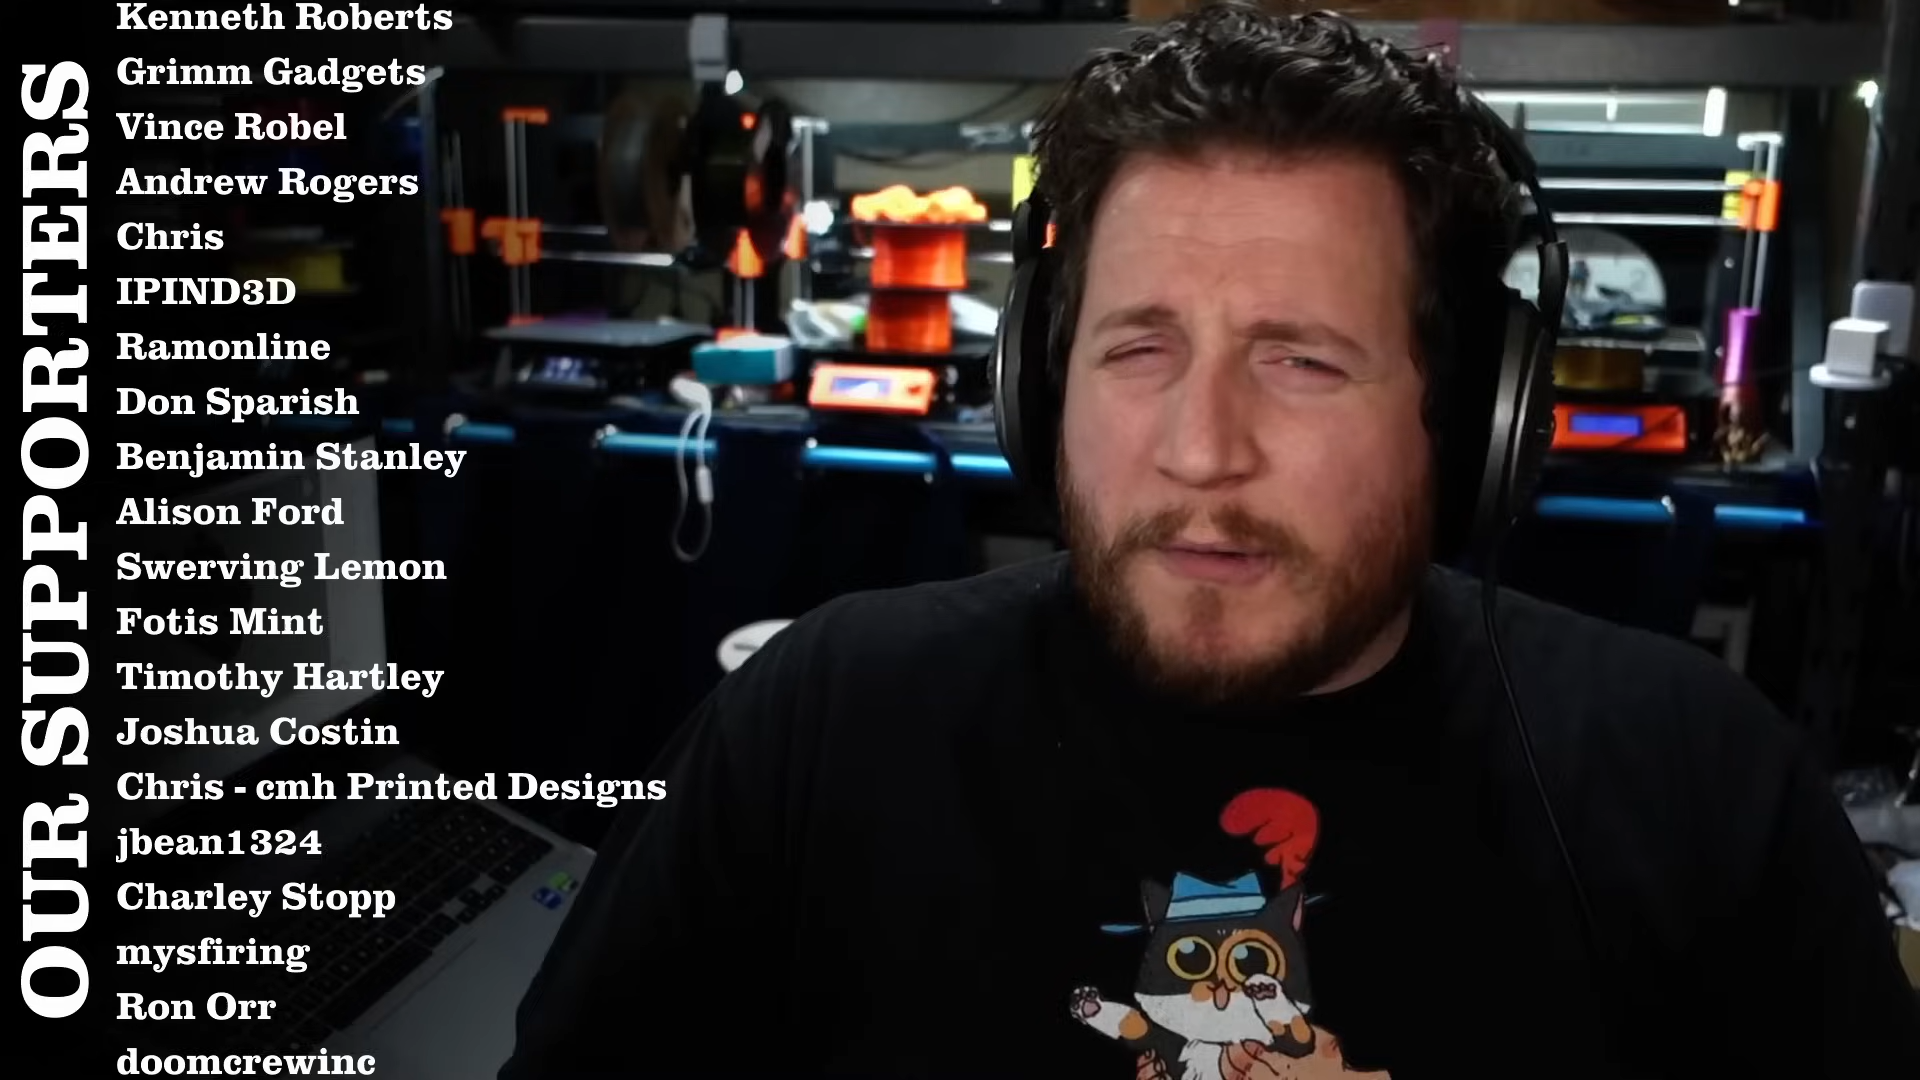 OUR SUPPORTERS
Kenneth Roberts
Grimm Gadgets
Vince Robel
Andrew Rogers
Chris
IPIND3D
Ramonline
Don Sparish
Benjamin Stanley
Alison Ford
Swerving Lemon
Fotis Mint
Timothy Hartley
Joshua Costin
Chris - cmh Printed Designs
jbean1324
Charley Stopp
mysfiring
Ron Orr
doomcrewinc